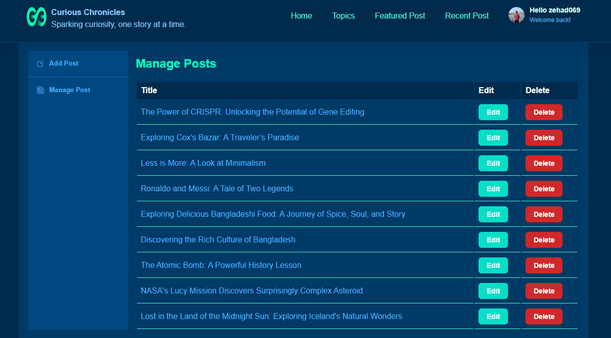 Curious Chronicles
Sparking curiosity, one story at a time.
Home Topics Featured Post Recent Post
Hello zehad069
Welcome back!
Add Post
Manage Post
Manage Posts
Title Edit Delete
The Power of CRISPR: Unlocking the Potential of Gene Editing Edit Delete
Exploring Cox's Bazar: A Traveler's Paradise Edit Delete
Less is More: A Look at Minimalism Edit Delete
Ronaldo and Messi: A Tale of Two Legends Edit Delete
Exploring Delicious Bangladeshi Food: A Journey of Spice, Soul, and Story Edit Delete
Discovering the Rich Culture of Bangladesh Edit Delete
The Atomic Bomb: A Powerful History Lesson Edit Delete
NASA's Lucy Mission Discovers Surprisingly Complex Asteroid Edit Delete
Lost in the Land of the Midnight Sun: Exploring Iceland's Natural Wonders Edit Delete